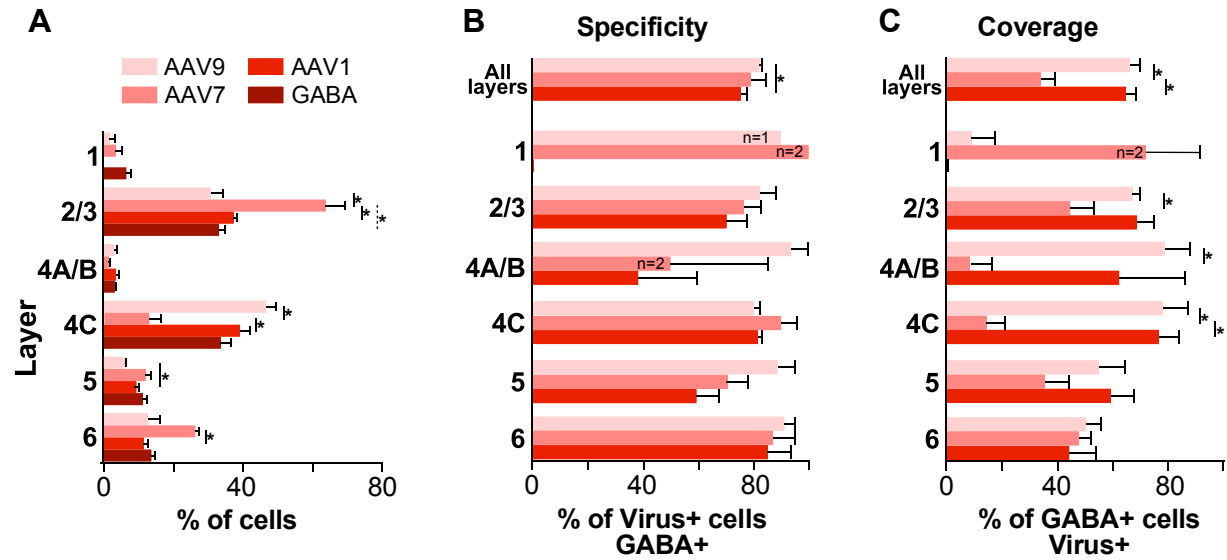 A
AAV9
AAV7
AAV1
GABA
Layer
1
2/3
*
*
*
4A/B
4C
*
*
5
*
6
*
0
40
80
% of cells
B
Specificity
All
layers
*
1
n=1
n=2
2/3
4A/B
n=2
4C
5
6
0
40
80
% of Virus+ cells
GABA+
C
Coverage
All
layers
*
*
1
n=2
2/3
*
4A/B
*
4C
*
*
5
6
0
40
80
% of GABA+ cells
Virus+